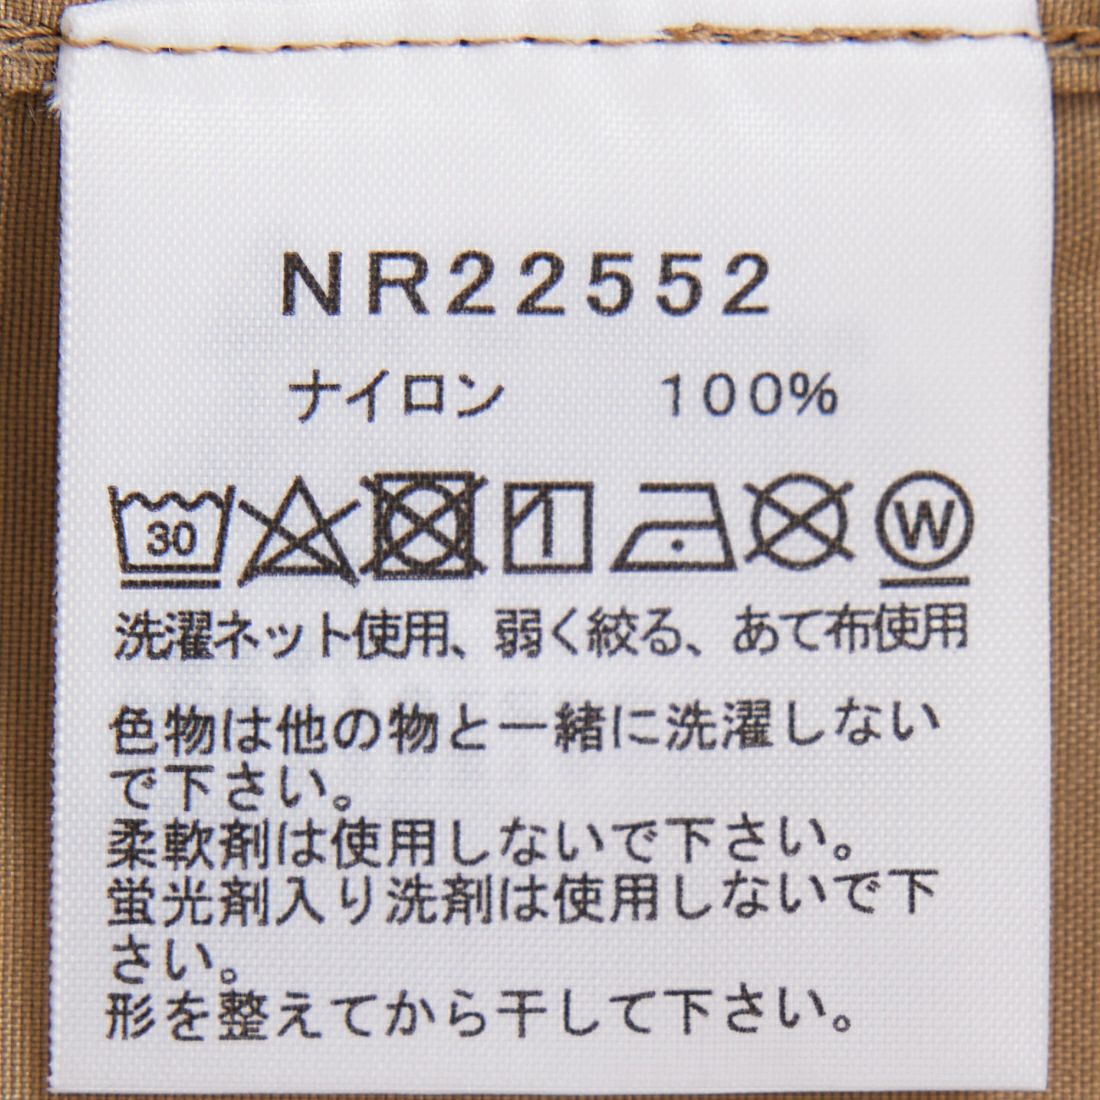 NR22552
ナイロン 100%
30 W
洗濯ネット使用、弱く絞る、あて布使用
色物は他の物と一緒に洗濯しない
で下さい。
柔軟剤は使用しないで下さい。
蛍光剤入り洗剤は使用しないで下
さい。
形を整えてから干して下さい。